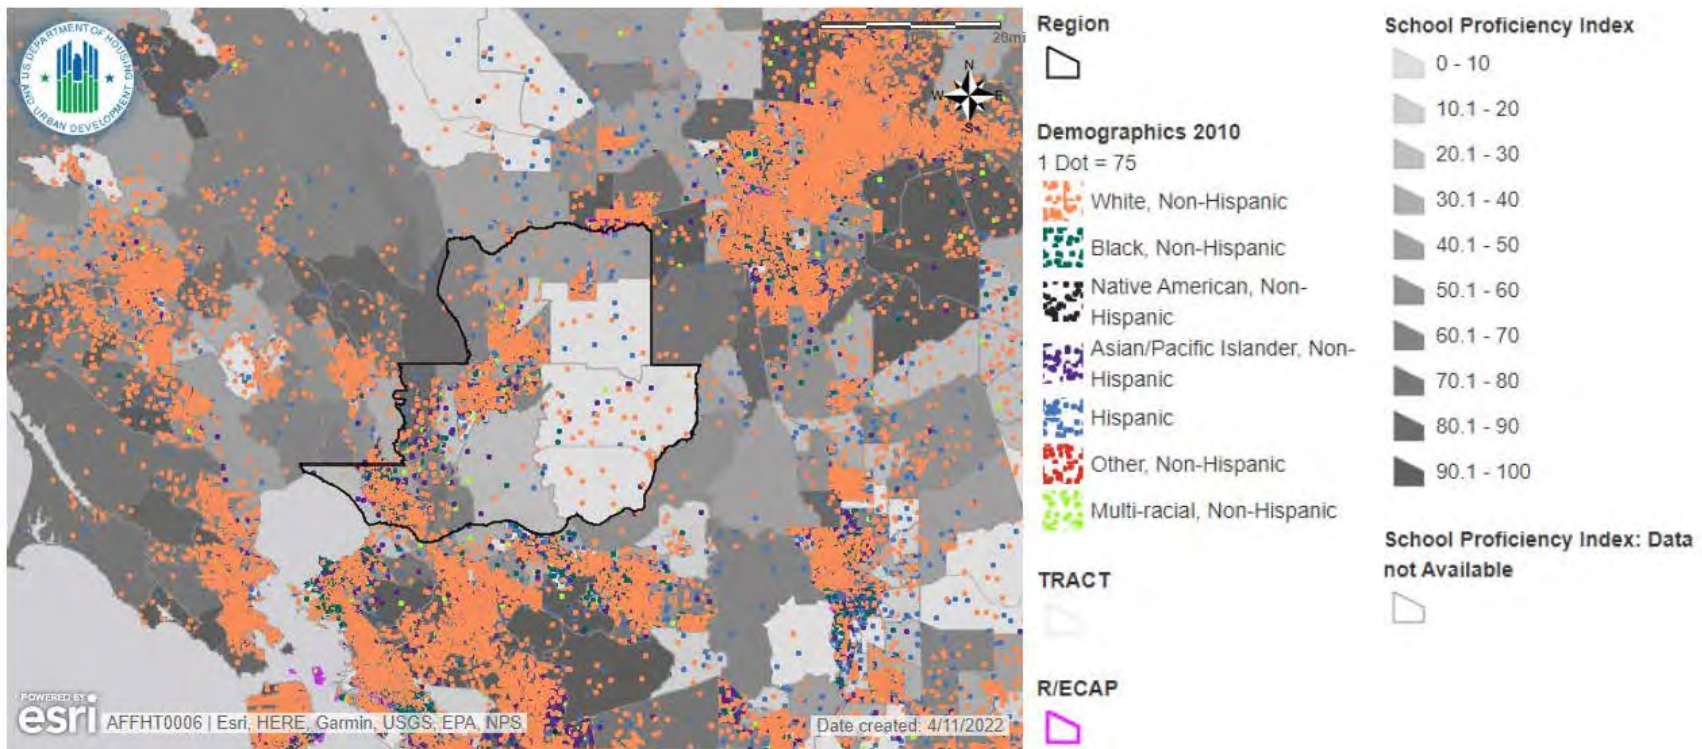 U.S. DEPARTMENT OF HOUSING
AND URBAN DEVELOPMENT
20mi
N
W
E
S
POWERED BY
esri
AFFHT0006 | Esri, HERE, Garmin, USGS, EPA, NPS
Date created: 4/11/2022
Region
Demographics 2010
1 Dot = 75
White, Non-Hispanic
Black, Non-Hispanic
Native American, Non-
Hispanic
Asian/Pacific Islander, Non-
Hispanic
Hispanic
Other, Non-Hispanic
Multi-racial, Non-Hispanic
TRACT
R/ECAP
School Proficiency Index
0 - 10
10.1 - 20
20.1 - 30
30.1 - 40
40.1 - 50
50.1 - 60
60.1 - 70
70.1 - 80
80.1 - 90
90.1 - 100
School Proficiency Index: Data
not Available